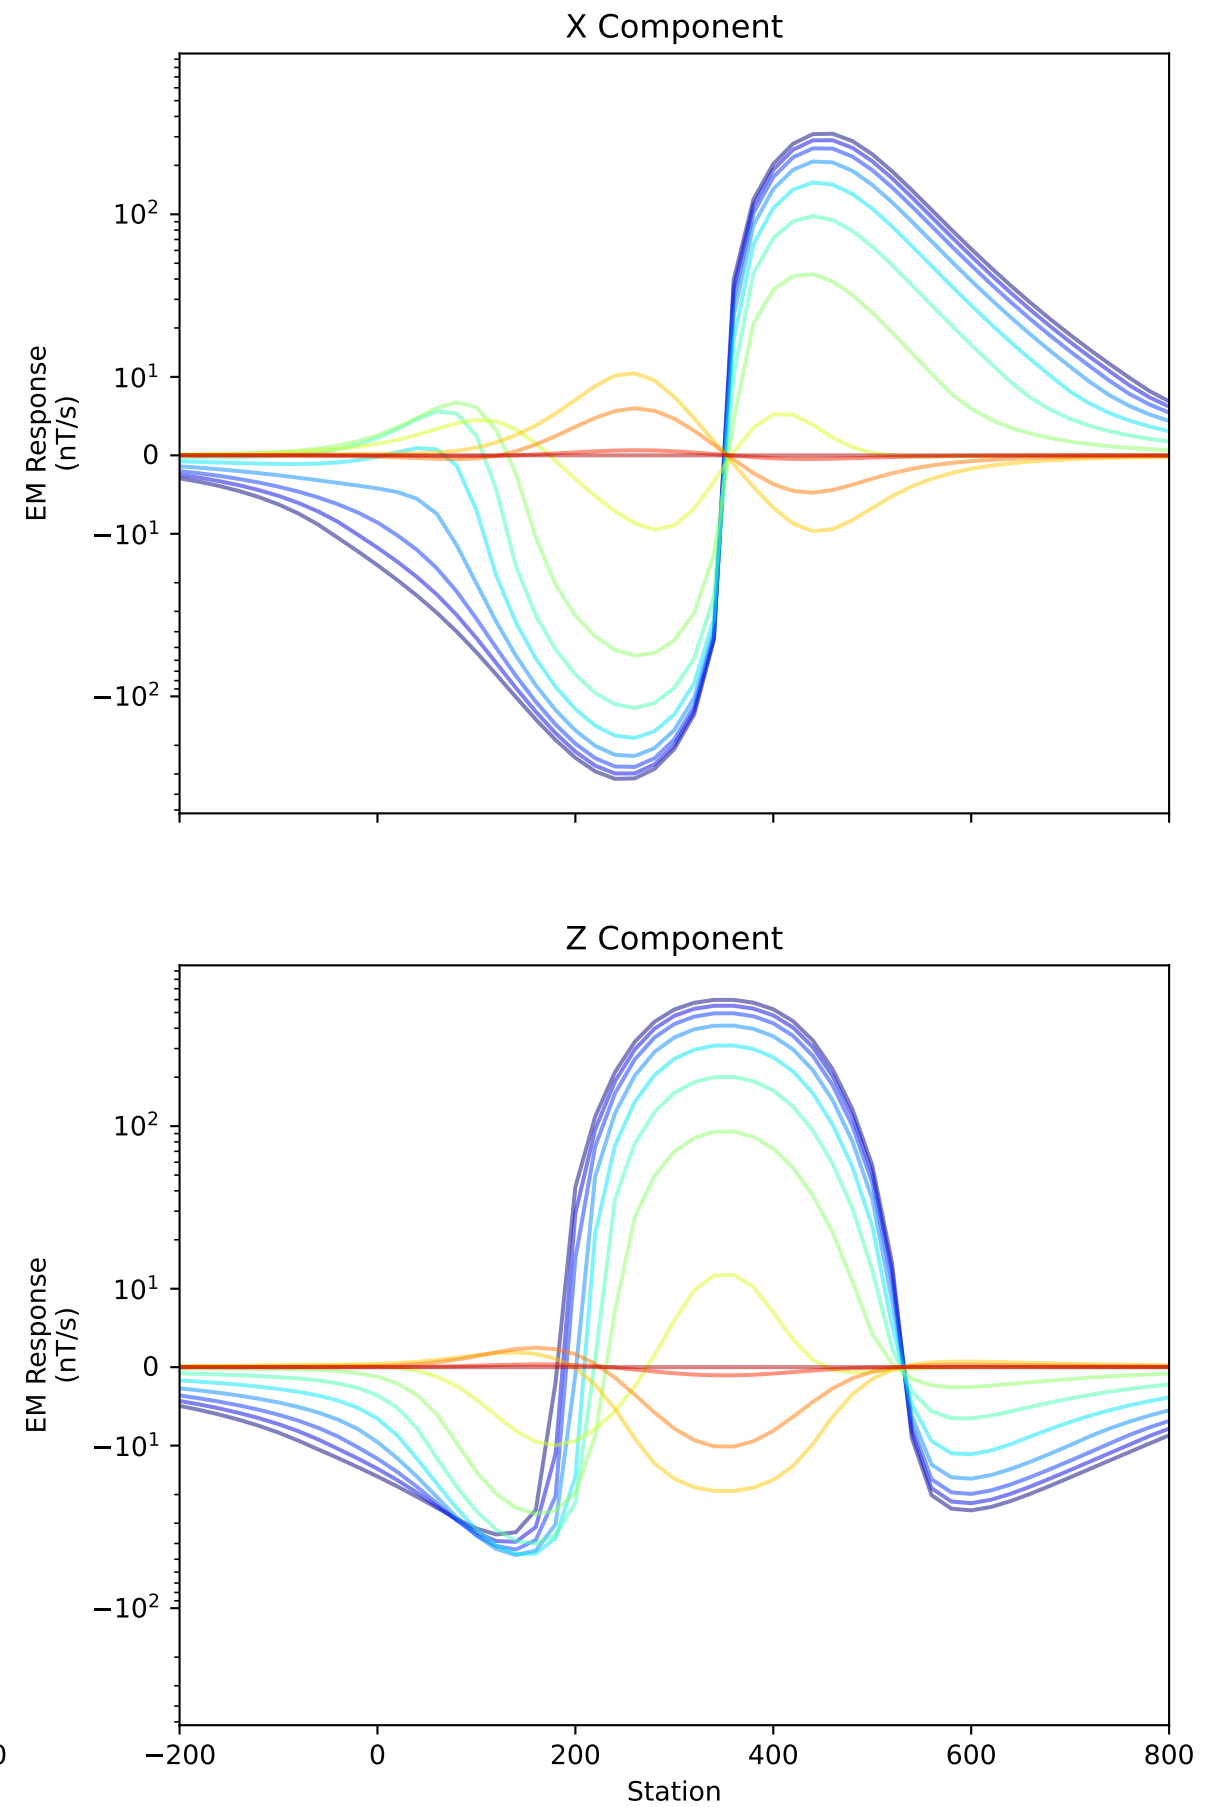 X Component
10²
10¹
0
−10¹
−10²
EM Response
(nT/s)
Z Component
10²
10¹
0
−10¹
−10²
EM Response
(nT/s)
0
−200 0 200 400 600 800
Station